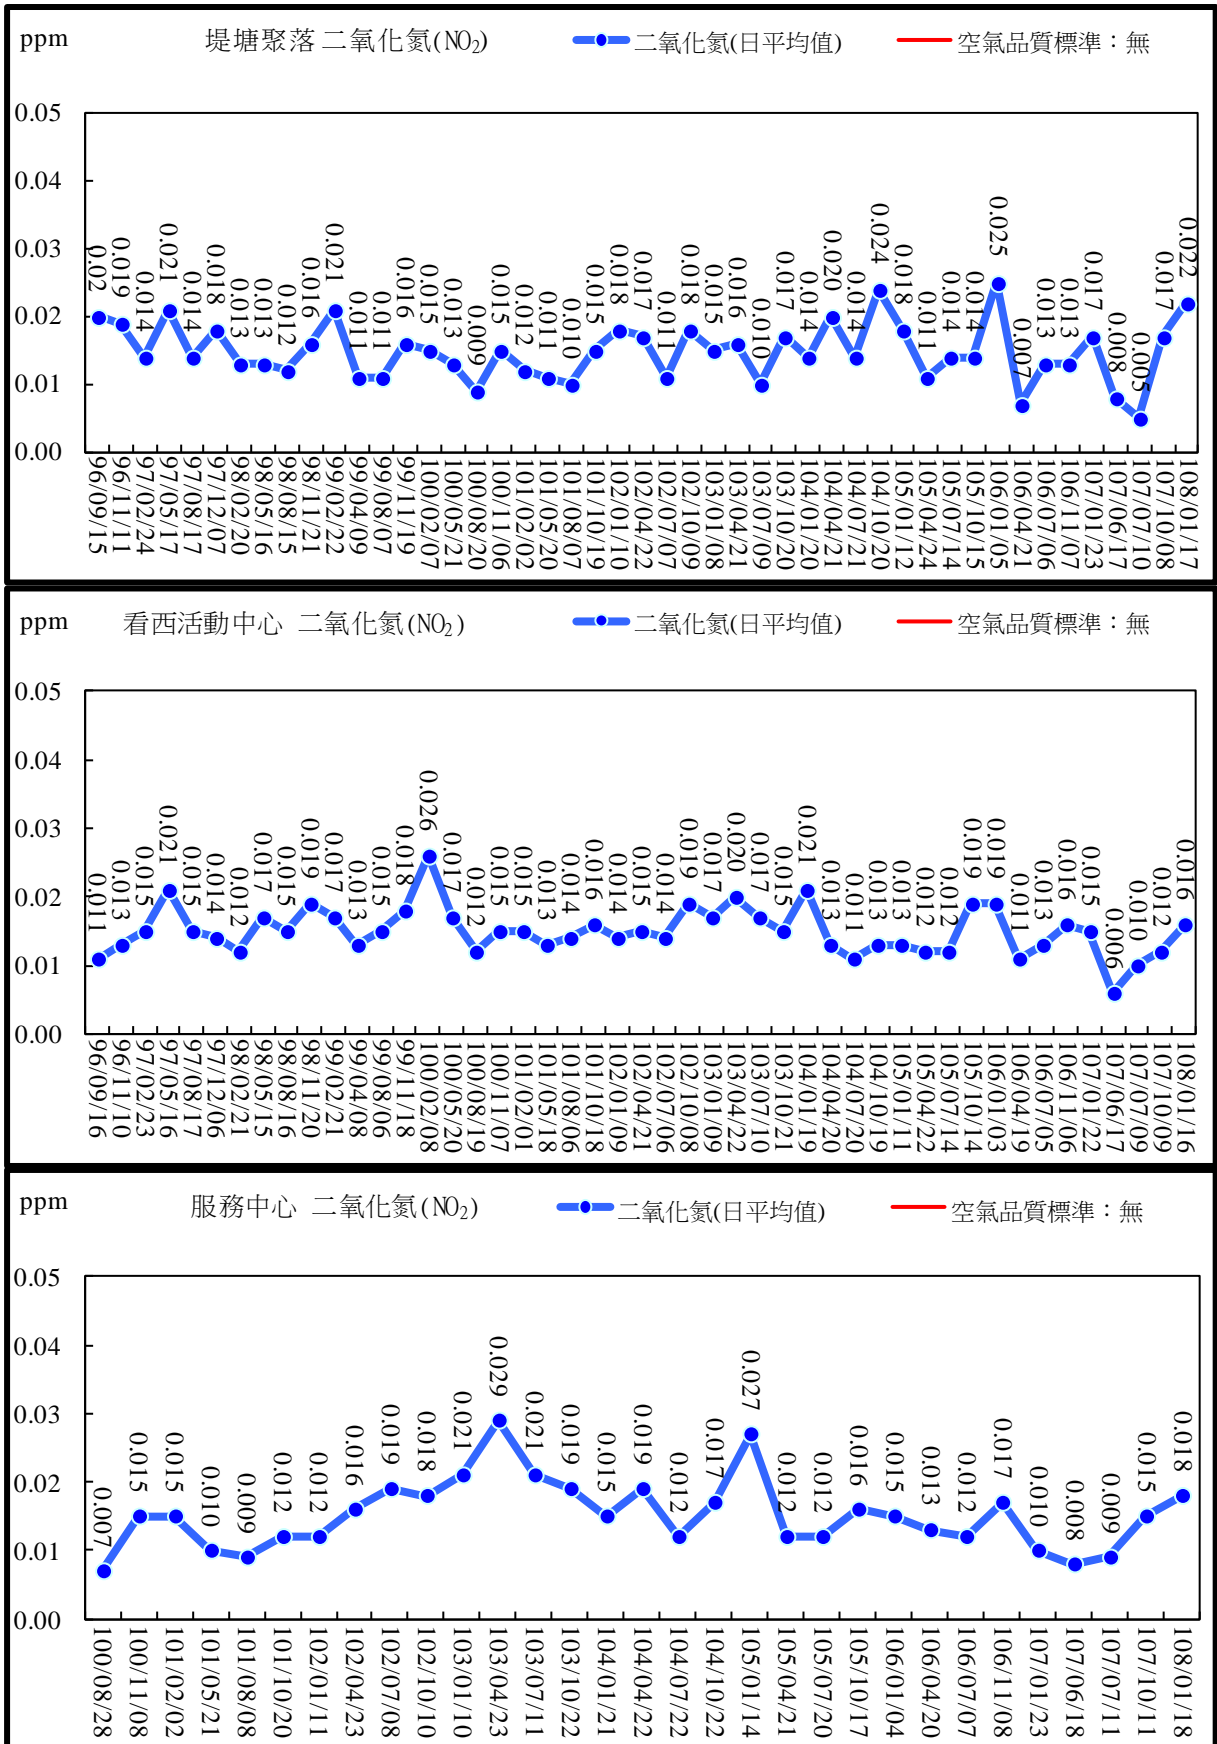 ppm 堤塘聚落 二氧化氮(NO₂) 二氧化氮(日平均值) 空氣品質標準：無
0.05
0.04
0.03
0.02
0.01
0.00
0.02 0.019 0.014 0.021 0.014 0.018 0.013 0.013 0.012 0.016 0.021 0.011 0.011 0.016 0.015 0.013 0.009 0.015 0.012 0.011 0.010 0.015 0.018 0.017 0.011 0.018 0.015 0.016 0.010 0.017 0.014 0.020 0.014 0.024 0.018 0.011 0.014 0.014 0.025 0.007 0.013 0.013 0.017 0.008 0.005 0.017 0.022
96/09/15 96/11/11 97/02/24 97/05/17 97/08/17 97/12/07 98/02/20 98/05/16 98/08/15 98/11/21 99/02/22 99/04/09 99/08/07 99/11/19 100/02/07 100/05/21 100/08/20 100/11/06 101/02/02 101/05/20 101/08/07 101/10/19 102/01/10 102/04/22 102/07/07 102/10/09 103/01/08 103/04/21 103/07/09 103/10/20 104/01/20 104/04/21 104/07/21 104/10/20 105/01/12 105/04/24 105/07/14 105/10/15 106/01/05 106/04/21 106/07/06 106/11/07 107/01/23 107/06/17 107/07/10 107/10/08 108/01/17
ppm 看西活動中心 二氧化氮(NO₂) 二氧化氮(日平均值) 空氣品質標準：無
0.05
0.04
0.03
0.02
0.01
0.00
0.011 0.013 0.015 0.021 0.015 0.014 0.012 0.017 0.015 0.019 0.017 0.013 0.015 0.018 0.026 0.017 0.012 0.015 0.015 0.013 0.014 0.016 0.014 0.015 0.014 0.019 0.017 0.020 0.017 0.015 0.021 0.013 0.011 0.013 0.013 0.012 0.012 0.019 0.019 0.011 0.013 0.016 0.015 0.006 0.010 0.012 0.016
96/09/16 96/11/10 97/02/23 97/05/16 97/08/17 97/12/06 98/02/21 98/05/15 98/08/16 98/11/20 99/02/21 99/04/08 99/08/06 99/11/18 100/02/08 100/05/20 100/08/19 100/11/07 101/02/01 101/05/18 101/08/06 101/10/18 102/01/09 102/04/21 102/07/06 102/10/08 103/01/09 103/04/22 103/07/10 103/10/21 104/01/19 104/04/20 104/07/20 104/10/19 105/01/11 105/04/22 105/07/14 105/10/14 106/01/03 106/04/19 106/07/05 106/11/06 107/01/22 107/06/17 107/07/09 107/10/09 108/01/16
ppm 服務中心 二氧化氮(NO₂) 二氧化氮(日平均值) 空氣品質標準：無
0.05
0.04
0.03
0.02
0.01
0.00
0.007 0.015 0.015 0.010 0.009 0.012 0.012 0.016 0.019 0.018 0.021 0.029 0.021 0.019 0.015 0.019 0.012 0.017 0.027 0.012 0.012 0.016 0.015 0.013 0.012 0.017 0.010 0.008 0.009 0.015 0.018
100/08/28 100/11/08 101/02/02 101/05/21 101/08/08 101/10/20 102/01/11 102/04/23 102/07/08 102/10/10 103/01/10 103/04/23 103/07/11 103/10/22 104/01/21 104/04/22 104/07/22 104/10/22 105/01/14 105/04/21 105/07/20 105/10/17 106/01/04 106/04/20 106/07/07 106/11/08 107/01/23 107/06/18 107/07/11 107/10/11 108/01/18